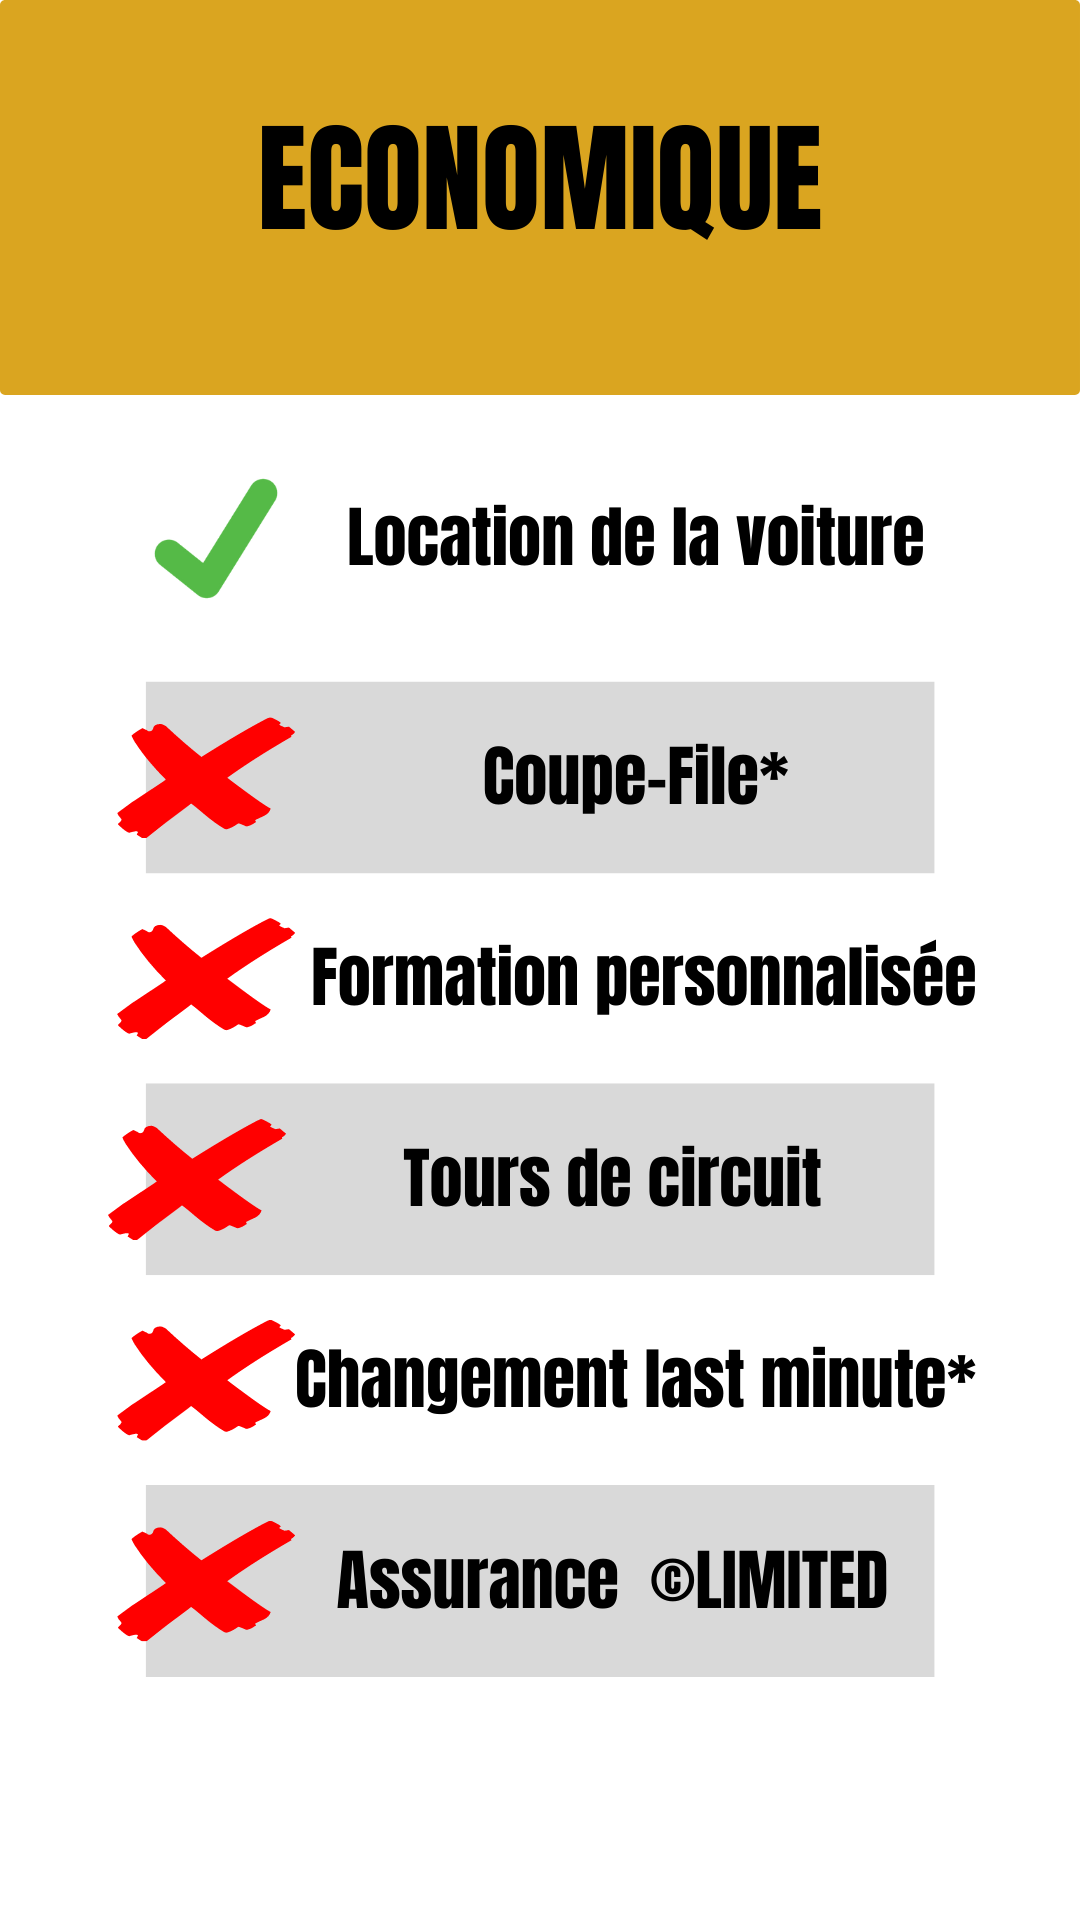 ECONOMIQUE
Location de la voiture
Coupe-File*
Formation personnalisée
Tours de circuit
Changement last minute*
Assurance ©LIMITED